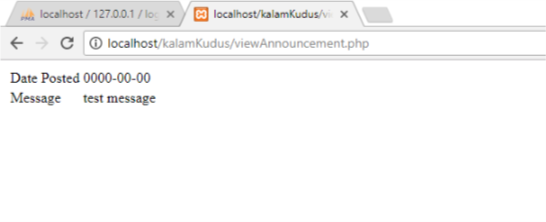 localhost / 127.0.0.1 / log
localhost/kalamKudus/vi
localhost/kalamKudus/viewAnnouncement.php
Date Posted 0000-00-00
Message test message